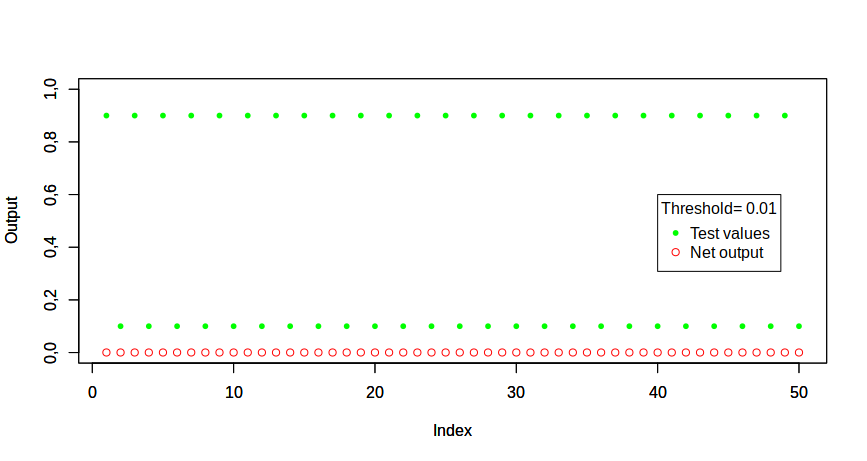 1,0
0,8
0,6
0,4
0,2
0,0
Output
Threshold= 0.01
Test values
Net output
0 10 20 30 40 50
Index